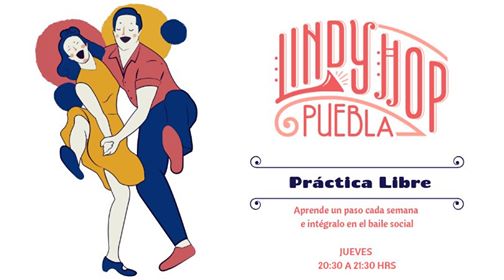 LINDY HOP
PUEBLA
Práctica Libre
Aprende un paso cada semana
e intégralo en el baile social
JUEVES
20:30 A 21:30 HRS